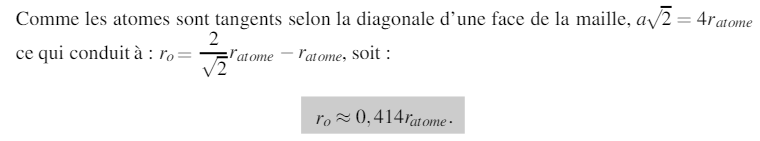 Comme les atomes sont tangents selon la diagonale d'une face de la maille, $a\sqrt{2} = 4r_{atome}$
ce qui conduit à : $r_o = \dfrac{2}{\sqrt{2}} r_{atome} - r_{atome}$, soit :
$r_o \approx 0,414 r_{atome}.$